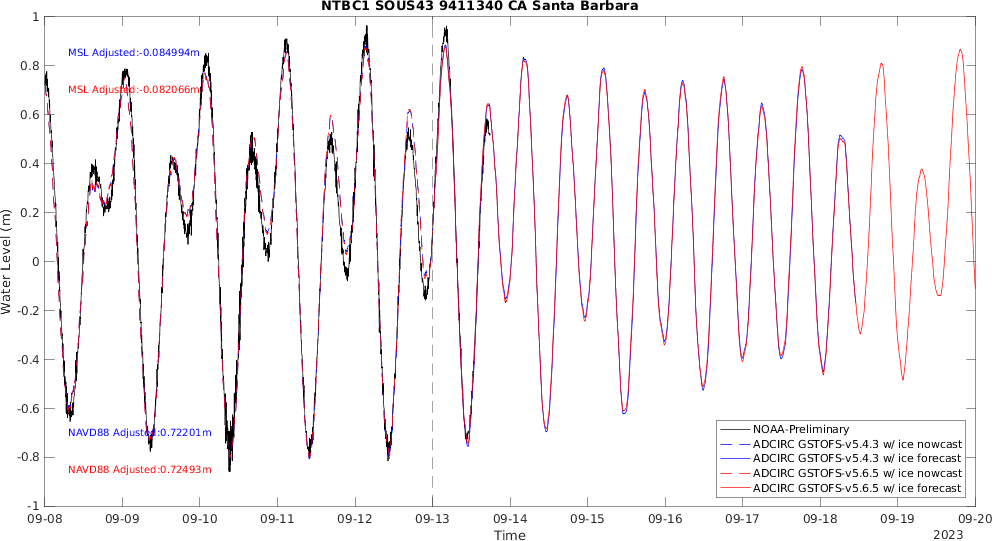 NTBC1 SOUS43 9411340 CA Santa Barbara
MSL Adjusted:-0.084994m
MSL Adjusted:-0.082066m
NAVD88 Adjusted:0.72201m
NAVD88 Adjusted:0.72493m
Water Level (m)
1
0.8
0.6
0.4
0.2
0
-0.2
-0.4
-0.6
-0.8
-1
NOAA-Preliminary
ADCIRC GSTOFS-v5.4.3 w/ ice nowcast
ADCIRC GSTOFS-v5.4.3 w/ ice forecast
ADCIRC GSTOFS-v5.6.5 w/ ice nowcast
ADCIRC GSTOFS-v5.6.5 w/ ice forecast
09-08 09-09 09-10 09-11 09-12 09-13 09-14 09-15 09-16 09-17 09-18 09-19 09-20
Time
2023